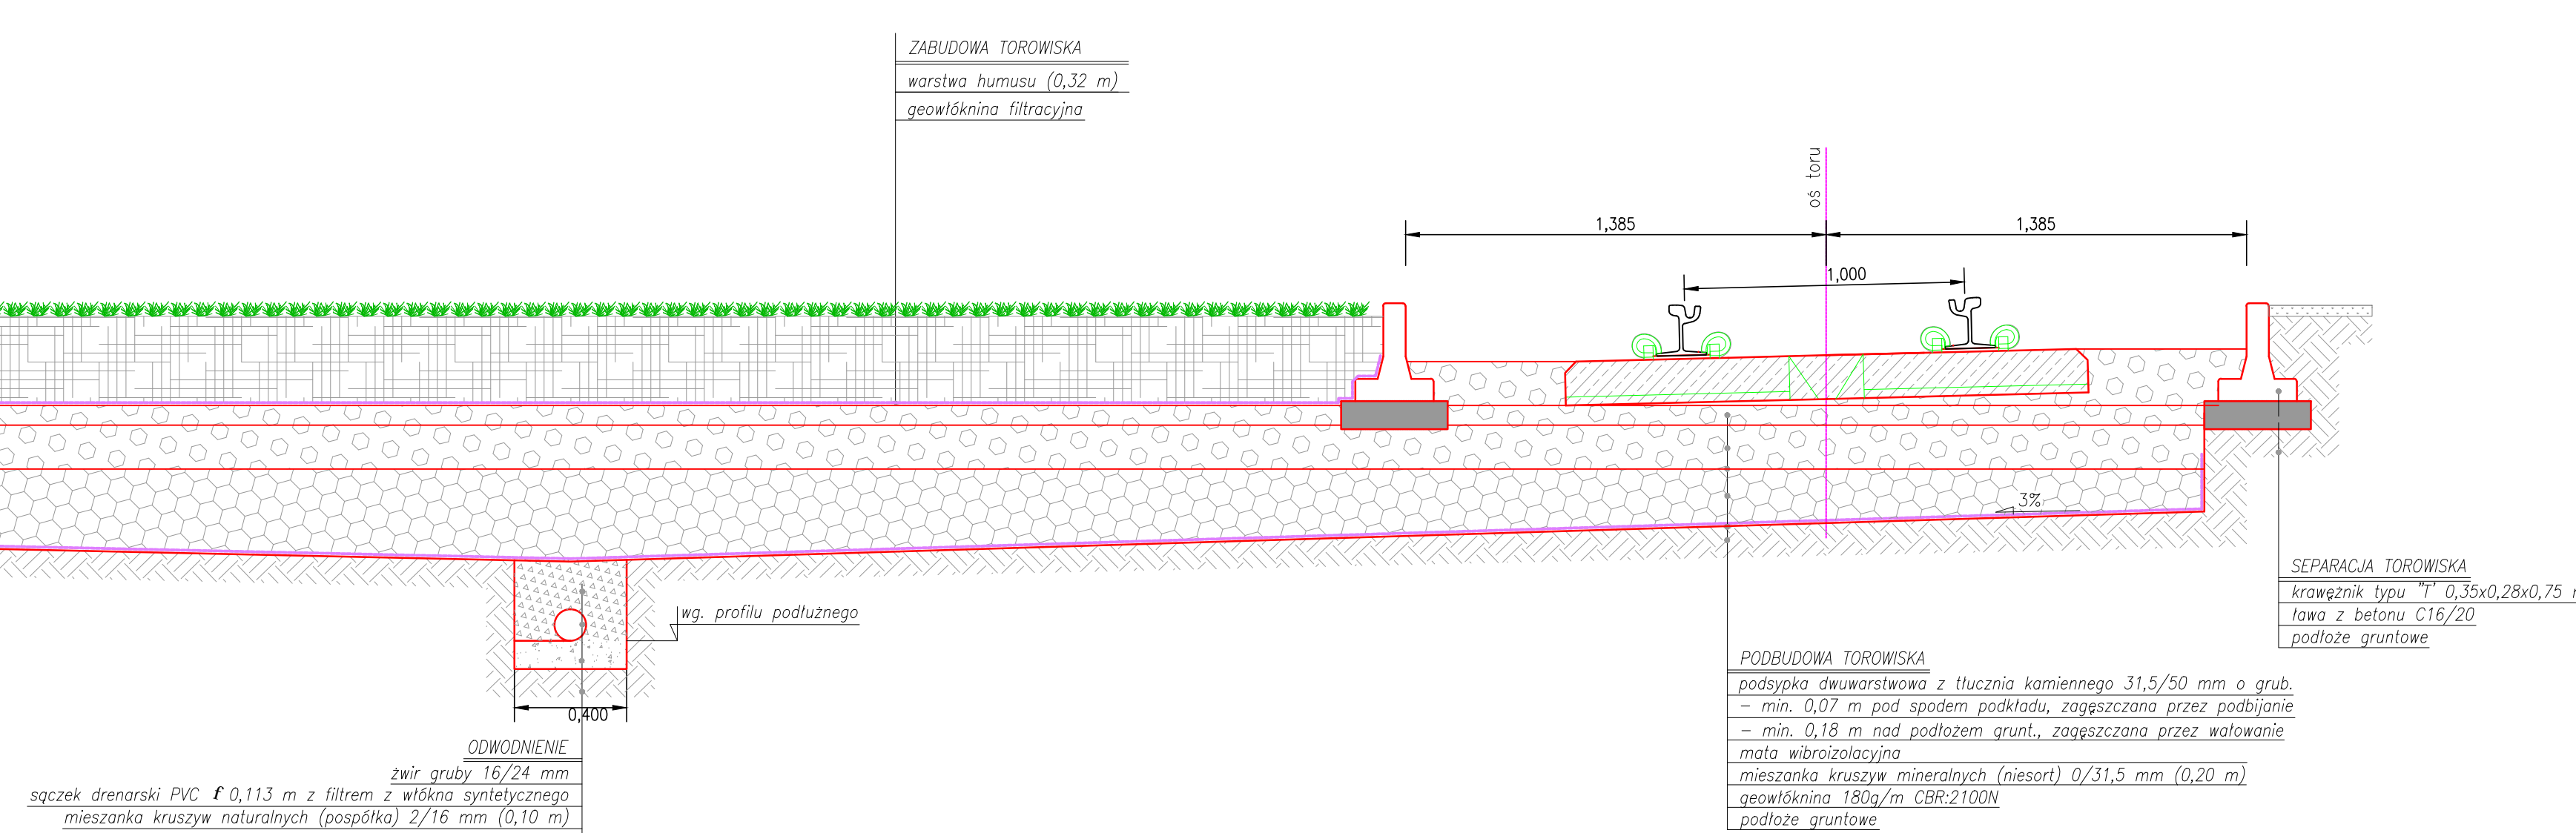 ZABUDOWA TOROWISKA
warstwa humusu (0,32 m)
geowłóknina filtracyjna
oś toru
1,385
1,385
1,000
3%
wg. profilu podłużnego
0,400
ODWODNIENIE
żwir gruby 16/24 mm
sączek drenarski PVC f 0,113 m z filtrem z włókna syntetycznego
mieszanka kruszyw naturalnych (pospółka) 2/16 mm (0,10 m)
PODBUDOWA TOROWISKA
podsypka dwuwarstwowa z tłucznia kamiennego 31,5/50 mm o grub.
– min. 0,07 m pod spodem podkładu, zagęszczana przez podbijanie
– min. 0,18 m nad podłożem grunt., zagęszczana przez wałowanie
mata wibroizolacyjna
mieszanka kruszyw mineralnych (niesort) 0/31,5 mm (0,20 m)
geowłóknina 180g/m CBR:2100N
podłoże gruntowe
SEPARACJA TOROWISKA
krawężnik typu "T" 0,35x0,28x0,75
ława z betonu C16/20
podłoże gruntowe